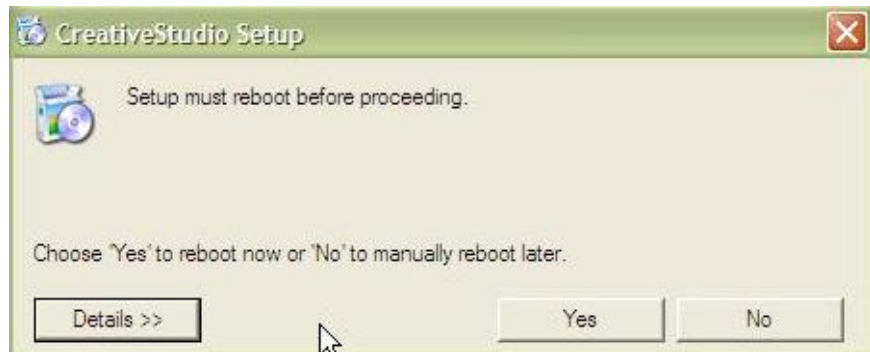 CreativeStudio Setup
Setup must reboot before proceeding.
Choose 'Yes' to reboot now or 'No' to manually reboot later.
Details >> Yes No